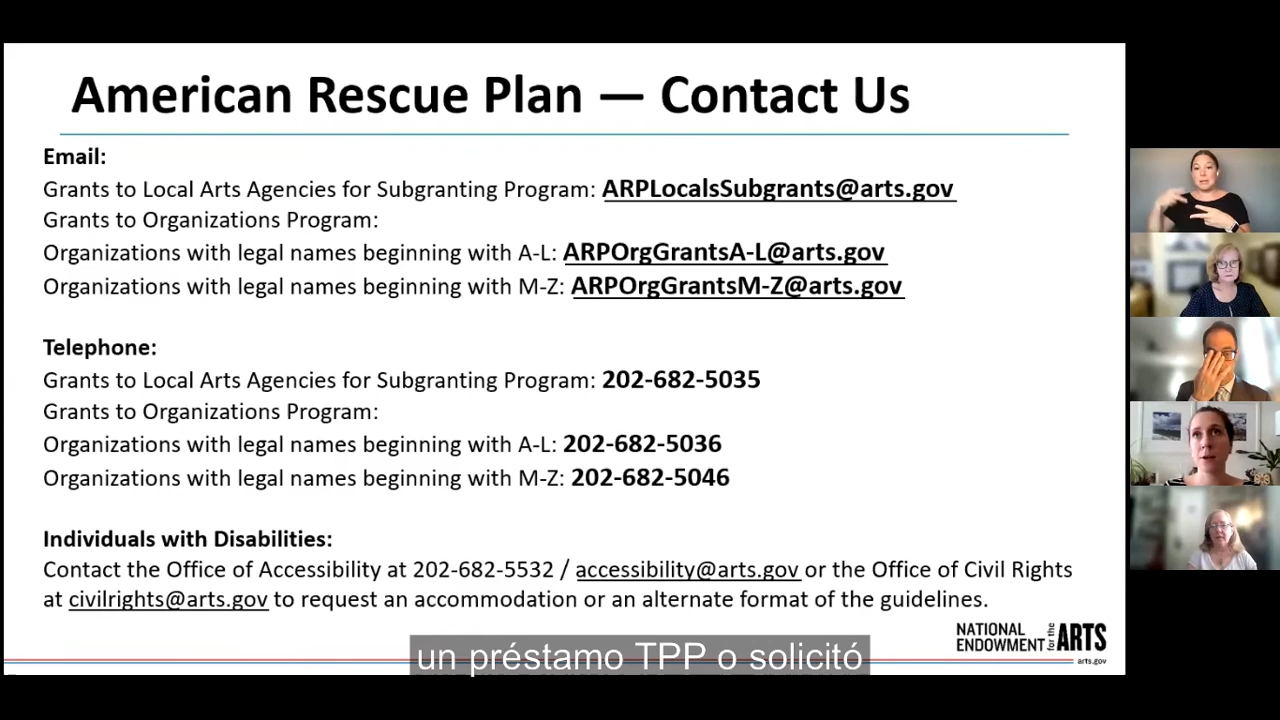 American Rescue Plan — Contact Us
Email:
Grants to Local Arts Agencies for Subgranting Program: ARPLocalsSubgrants@arts.gov
Grants to Organizations Program:
Organizations with legal names beginning with A-L: ARPOrgGrantsA-L@arts.gov
Organizations with legal names beginning with M-Z: ARPOrgGrantsM-Z@arts.gov
Telephone:
Grants to Local Arts Agencies for Subgranting Program: 202-682-5035
Grants to Organizations Program:
Organizations with legal names beginning with A-L: 202-682-5036
Organizations with legal names beginning with M-Z: 202-682-5046
Individuals with Disabilities:
Contact the Office of Accessibility at 202-682-5532 / accessibility@arts.gov or the Office of Civil Rights
at civilrights@arts.gov to request an accommodation or an alternate format of the guidelines.
NATIONAL
ENDOWMENT for the ARTS
arts.gov
un préstamo TPP o solicitó